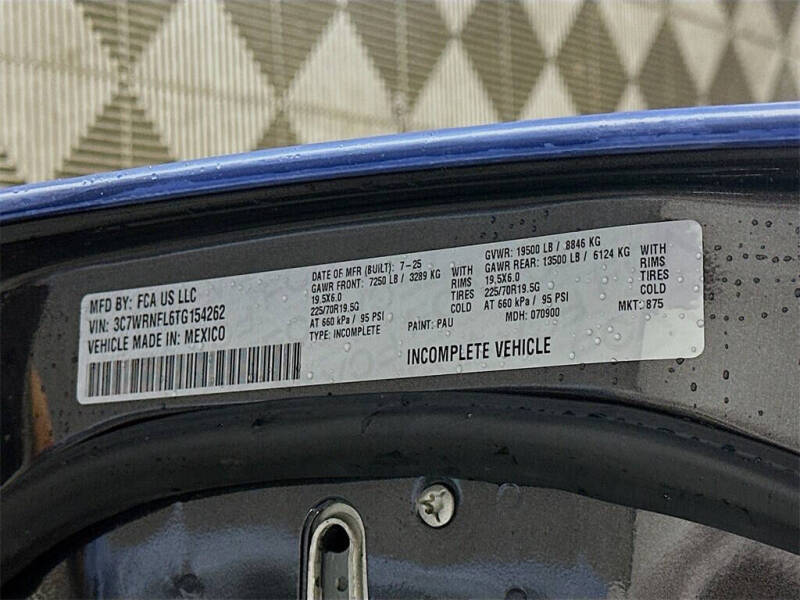 MFD BY: FCA US LLC
VIN: 3C7WRNFL6TG154262
VEHICLE MADE IN: MEXICO
DATE OF MFR (BUILT): 7-25
GAWR FRONT: 7250 LB / 3289 KG
19.5X6.0
225/70R19.5G
AT 660 kPa / 95 PSI
TYPE: INCOMPLETE
WITH
RIMS
TIRES
COLD
PAINT: PAU
GVWR: 19500 LB / 8846 KG
GAWR REAR: 13500 LB / 6124 KG
19.5X6.0
225/70R19.5G
AT 660 kPa / 95 PSI
MDH: 070900
WITH
RIMS
TIRES
COLD
MKT: 875
INCOMPLETE VEHICLE